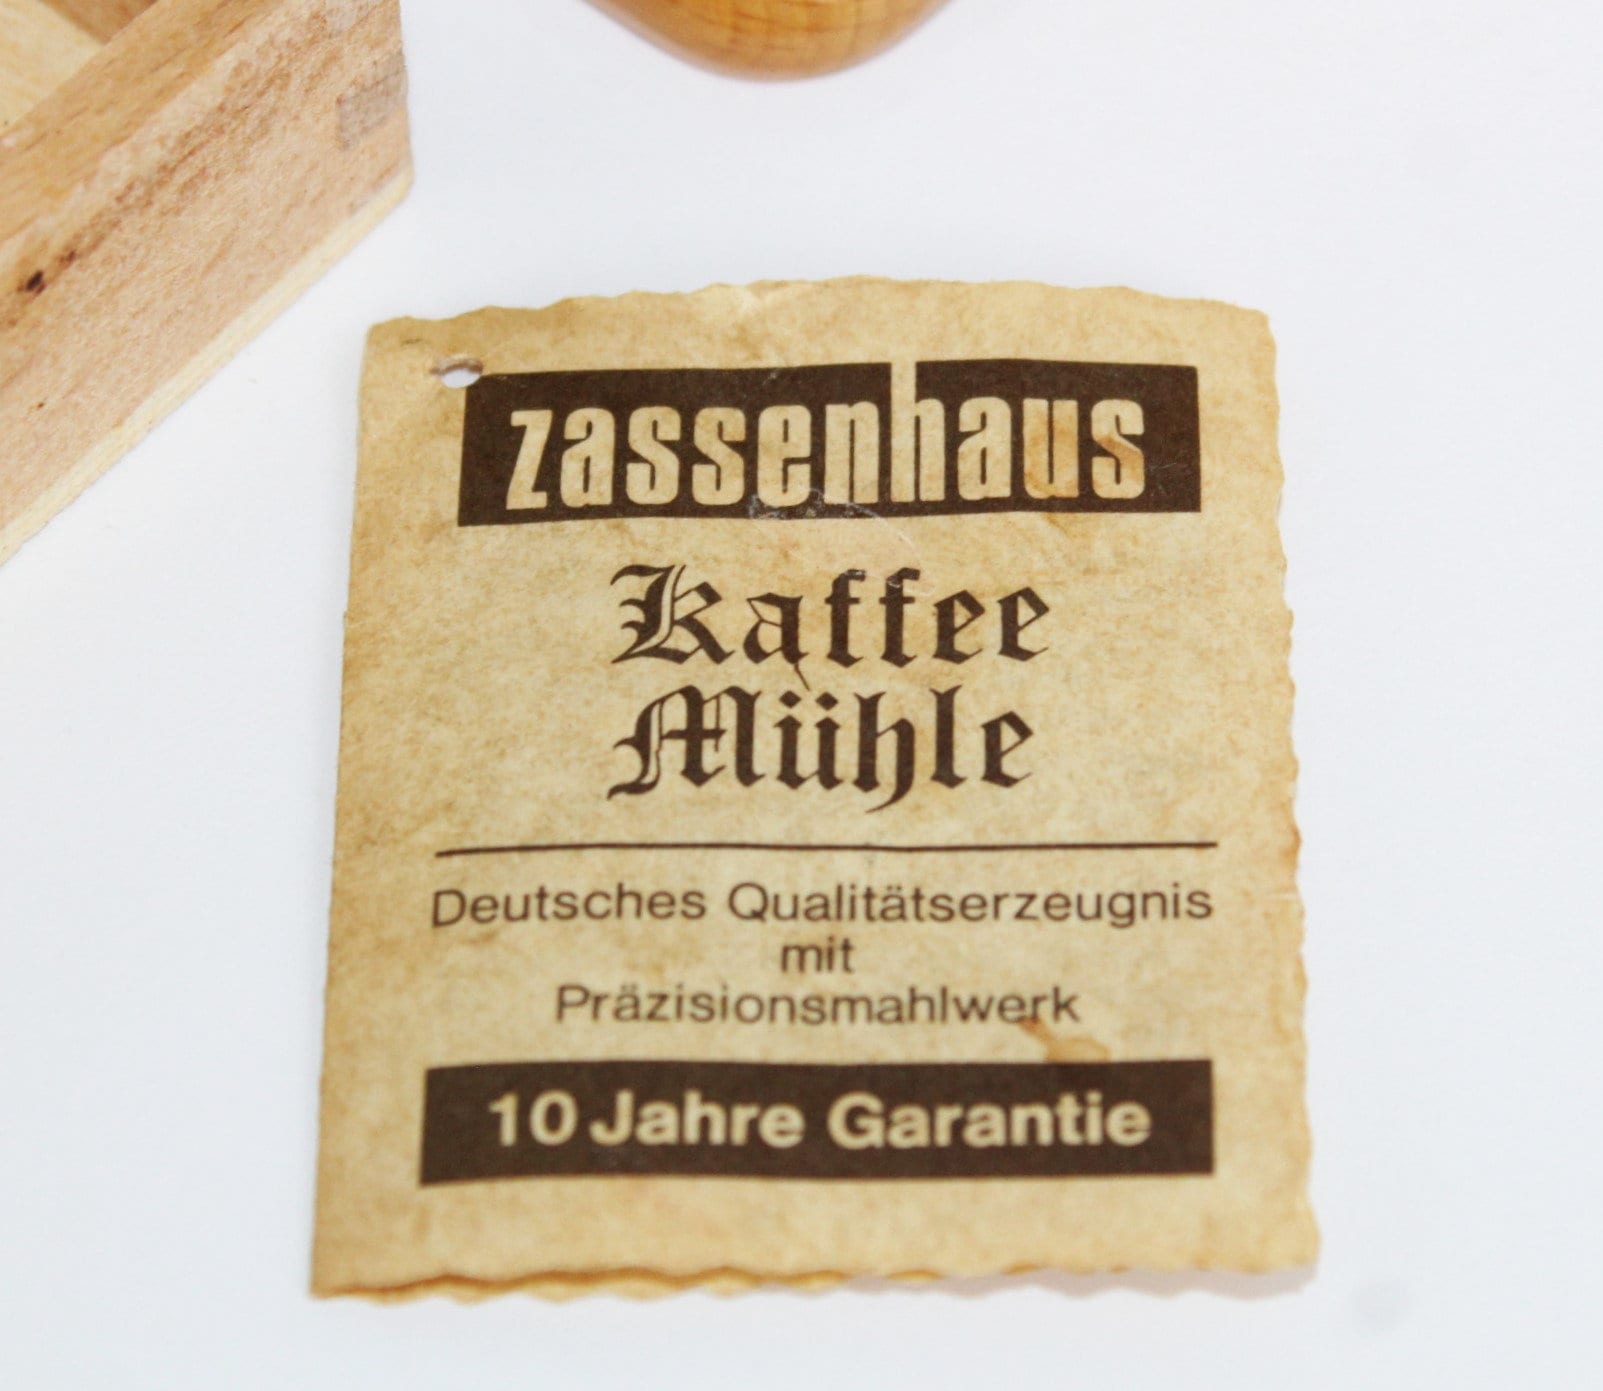 zassenhaus
Kaffee
Mühle
Deutsches Qualitätserzeugnis
mit
Präzisionsmahlwerk
10 Jahre Garantie